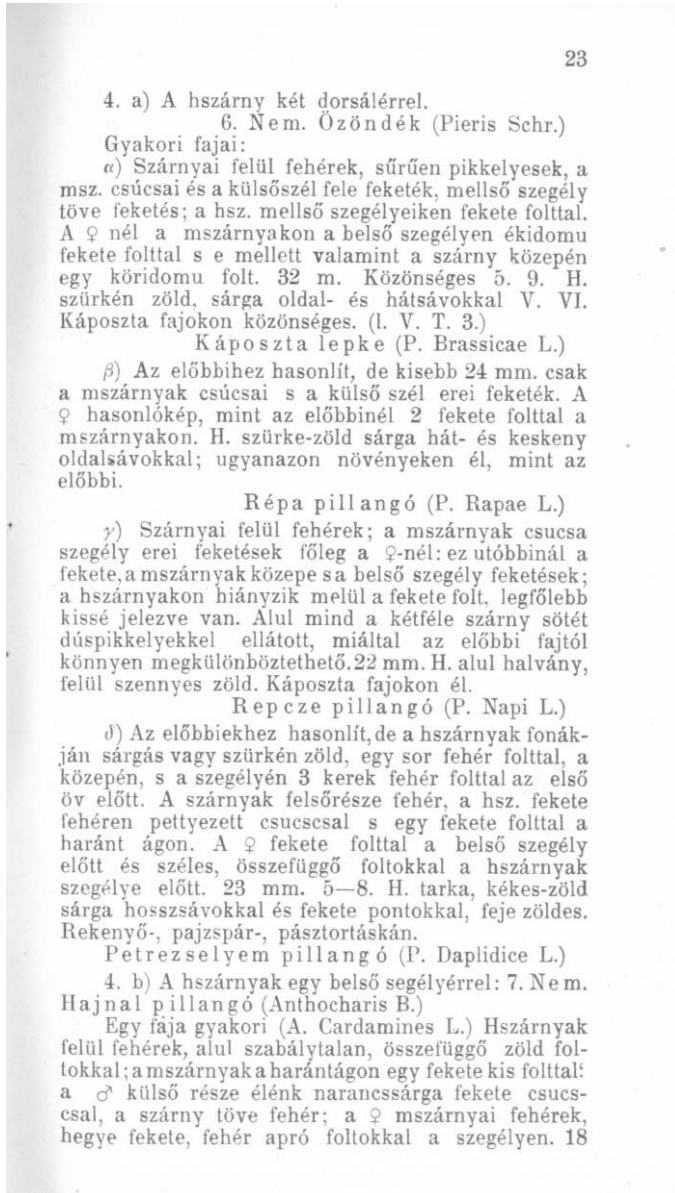 23
4. a) A hszárny két dorsálérrel.
6. Nem. Özöndék (Pieris Schr.)
Gyakori fajai:
α) Szárnyai felül fehérek, sűrűen pikkelyesek, a
msz. csúcsai és a külsőszél fele feketék, mellső szegély
töve feketés; a hsz. mellső szegélyeiken fekete folttal.
A ♀ nél a mszárnyakon a belső szegélyen ékidomu
fekete folttal s e mellett valamint a szárny közepén
egy köridomu folt. 32 m. Közönséges 5. 9. H.
szürkén zöld, sárga oldal- és hátsávokkal V. VI.
Káposzta fajokon közönséges. (l. V. T. 3.)
Káposzta lepke (P. Brassicae L.)
β) Az előbbihez hasonlít, de kisebb 24 mm. csak
a mszárnyak csúcsai s a külső szél erei feketék. A
♀ hasonlókép, mint az előbbinél 2 fekete folttal a
mszárnyakon. H. szürke-zöld sárga hát- és keskeny
oldalsávokkal; ugyanazon növényeken él, mint az
előbbi.
Répa pillangó (P. Rapae L.)
γ) Szárnyai felül fehérek; a mszárnyak csucsa
szegély erei feketések főleg a ♀-nél: ez utóbbinál a
fekete, a mszárnyak közepe s a belső szegély feketések;
a hszárnyakon hiányzik melül a fekete folt, legfőlebb
kissé jelezve van. Alul mind a kétféle szárny sötét
dúspikkelyekkel ellátott, miáltal az előbbi fajtól
könnyen megkülönböztethető. 22 mm. H. alul halvány,
felül szennyes zöld. Káposzta fajokon él.
Repcze pillangó (P. Napi L.)
δ) Az előbbiekhez hasonlít, de a hszárnyak fonák-
ján sárgás vagy szürkén zöld, egy sor fehér folttal, a
közepén, s a szegélyén 3 kerek fehér folttal az első
öv előtt. A szárnyak felsőrésze fehér, a hsz. fekete
fehéren pettyezett csucscsal s egy fekete folttal a
haránt ágon. A ♀ fekete folttal a belső szegély
előtt és széles, összefüggő foltokkal a hszárnyak
szegélye előtt. 23 mm. 5—8. H. tarka, kékes-zöld
sárga hosszsávokkal és fekete pontokkal, feje zöldes.
Rekenyő-, pajzspár-, pásztortáskán.
Petrezselyem pillangó (P. Daplidice L.)
4. b) A hszárnyak egy belső segélyérrel: 7. Nem.
Hajnal pillangó (Anthocharis B.)
Egy faja gyakori (A. Cardamines L.) Hszárnyak
felül fehérek, alul szabálytalan, összefüggő zöld fol-
tokkal; a mszárnyak a harántágon egy fekete kis folttal:
a ♂ külső része élénk narancssárga fekete csucs-
csal, a szárny töve fehér; a ♀ mszárnyai fehérek,
hegye fekete, fehér apró foltokkal a szegélyen. 18